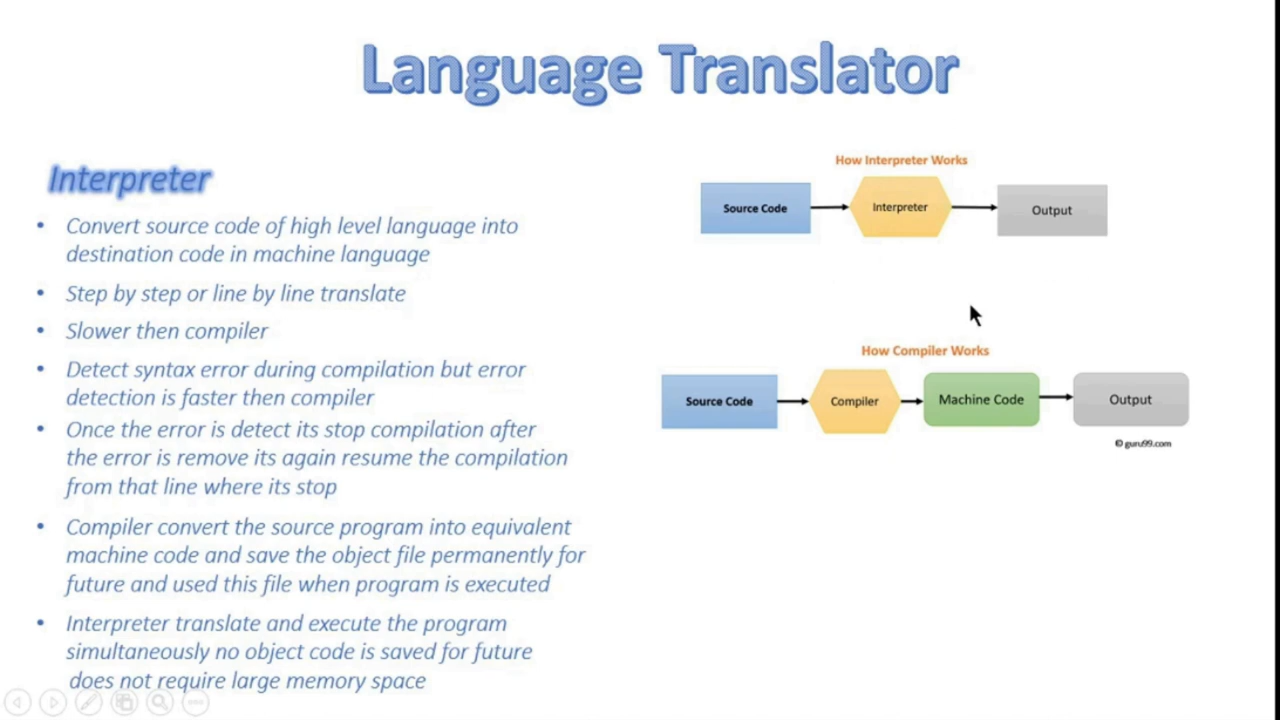 Language Translator
Interpreter
• Convert source code of high level language into
destination code in machine language
• Step by step or line by line translate
• Slower then compiler
• Detect syntax error during compilation but error
detection is faster then compiler
• Once the error is detect its stop compilation after
the error is remove its again resume the compilation
from that line where its stop
• Compiler convert the source program into equivalent
machine code and save the object file permanently for
future and used this file when program is executed
• Interpreter translate and execute the program
simultaneously no object code is saved for future
does not require large memory space
How Interpreter Works
Source Code
Interpreter
Output
How Compiler Works
Source Code
Compiler
Machine Code
Output
© guru99.com